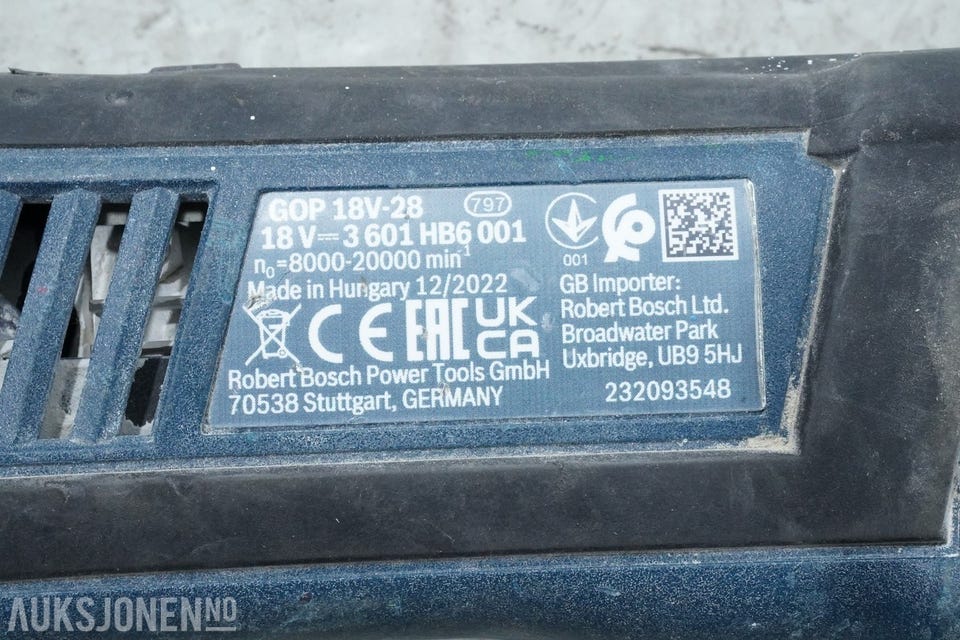 GOP 18V-28 797
18 V⎓ 3 601 HB6 001
n₀=8000-20000 min⁻¹
Made in Hungary 12/2022
CE EAC UK CA
Robert Bosch Power Tools GmbH
70538 Stuttgart, GERMANY
001
GB Importer:
Robert Bosch Ltd.
Broadwater Park
Uxbridge, UB9 5HJ
232093548
AUKSJONEN.NO